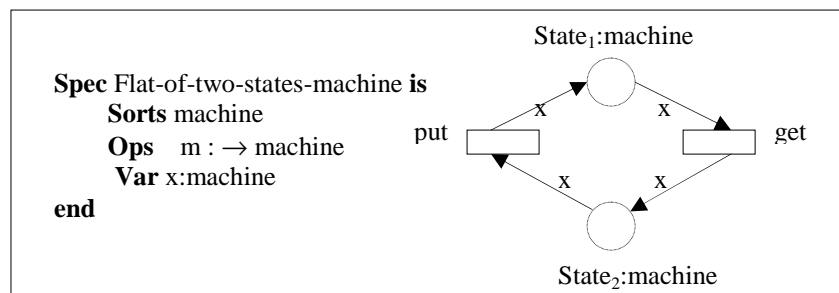 Spec Flat-of-two-states-machine is
Sorts machine
Ops m : → machine
Var x:machine
end
State₁:machine
x x
put get
x x
State₂:machine